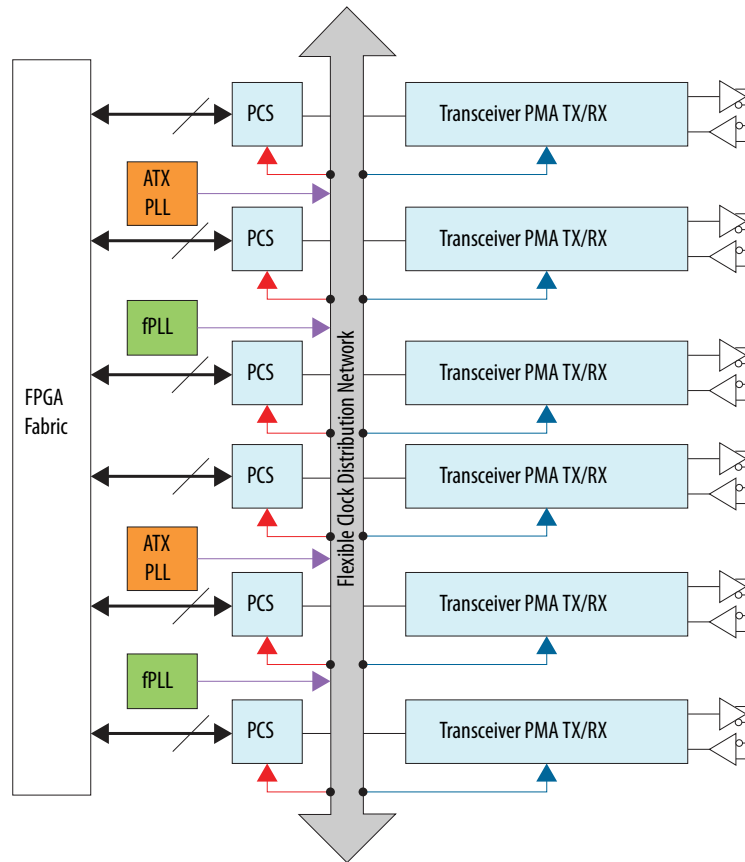 PCS
Transceiver PMA TX/RX
ATX
PLL
PCS
Transceiver PMA TX/RX
fPLL
PCS
Transceiver PMA TX/RX
FPGA
Fabric
Flexible Clock Distribution Network
PCS
Transceiver PMA TX/RX
ATX
PLL
PCS
Transceiver PMA TX/RX
fPLL
PCS
Transceiver PMA TX/RX